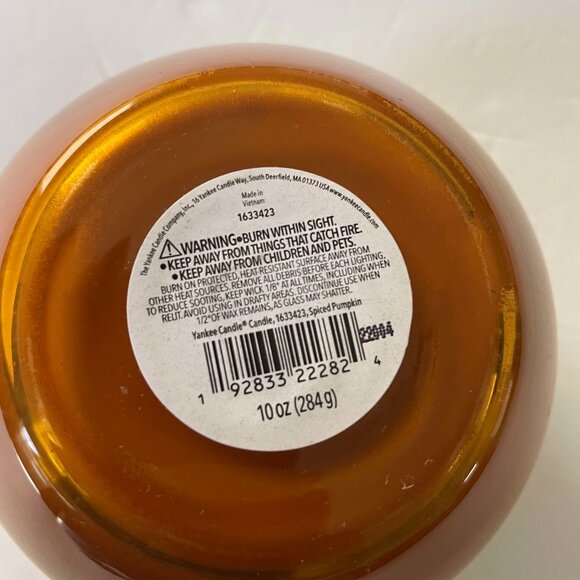 The Yankee Candle Company, Inc., 16 Yankee Candle Way, South Deerfield, MA 01373 USA www.yankeecandle.com
Made in
Vietnam
1633423
⚠WARNING•BURN WITHIN SIGHT.
•KEEP AWAY FROM THINGS THAT CATCH FIRE.
• KEEP AWAY FROM CHILDREN AND PETS.
BURN ON PROTECTED, HEAT-RESISTANT SURFACE AWAY FROM
OTHER HEAT SOURCES. REMOVE ALL DEBRIS BEFORE EACH LIGHTING.
TO REDUCE SOOTING, KEEP WICK 1/8" AT ALL TIMES, INCLUDING WHEN
RELIT. AVOID USING IN DRAFTY AREAS. DISCONTINUE WHEN
1/2" OF WAX REMAINS, AS GLASS MAY SHATTER.
Yankee Candle® Candle, 1633423, Spiced Pumpkin
1 92833 22282 4
10 oz (284 g)